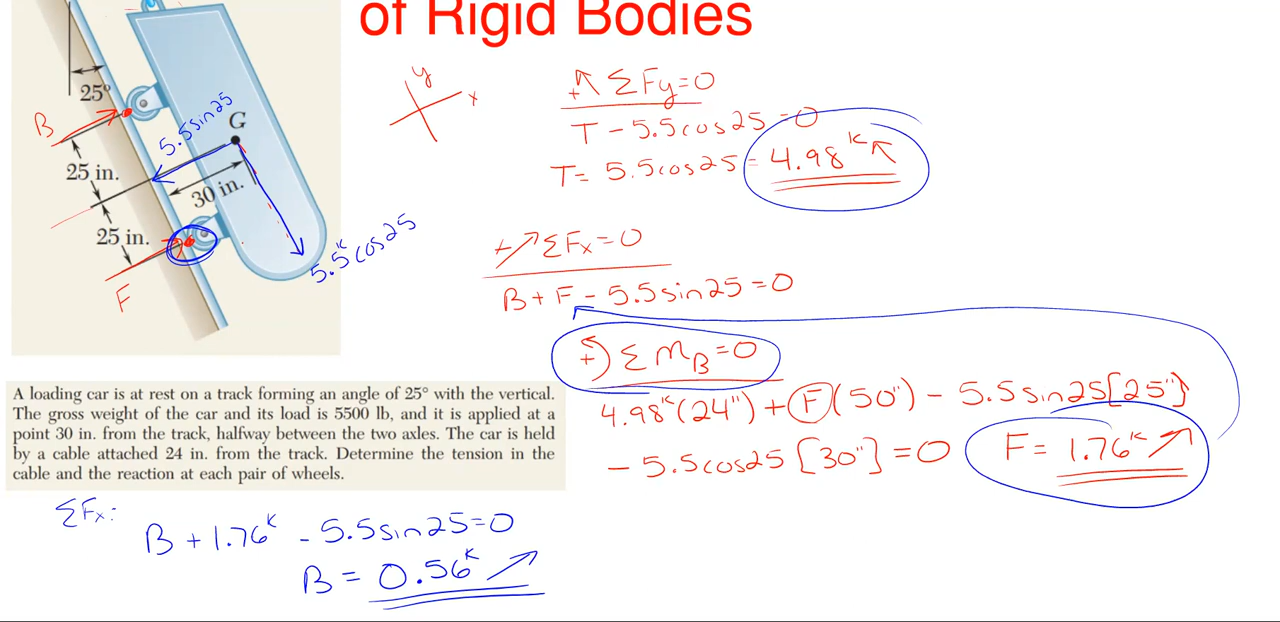 of Rigid Bodies
25°
B
5.5sin25
G
25 in.
30 in.
25 in.
F
5.5ᵏcos25
y
x
+↖ ΣFy=0
T - 5.5cos25 = 0
T = 5.5cos25 = 4.98ᵏ↖
+↗ΣFx=0
B + F - 5.5sin25 = 0
+) ΣMB=0
4.98ᵏ(24") + F(50") - 5.5sin25[25"]
- 5.5cos25[30"] = 0
F = 1.76ᵏ ↗
A loading car is at rest on a track forming an angle of 25° with the vertical.
The gross weight of the car and its load is 5500 lb, and it is applied at a
point 30 in. from the track, halfway between the two axles. The car is held
by a cable attached 24 in. from the track. Determine the tension in the
cable and the reaction at each pair of wheels.
ΣFx:
B + 1.76ᵏ - 5.5sin25=0
B = 0.56ᵏ ↗